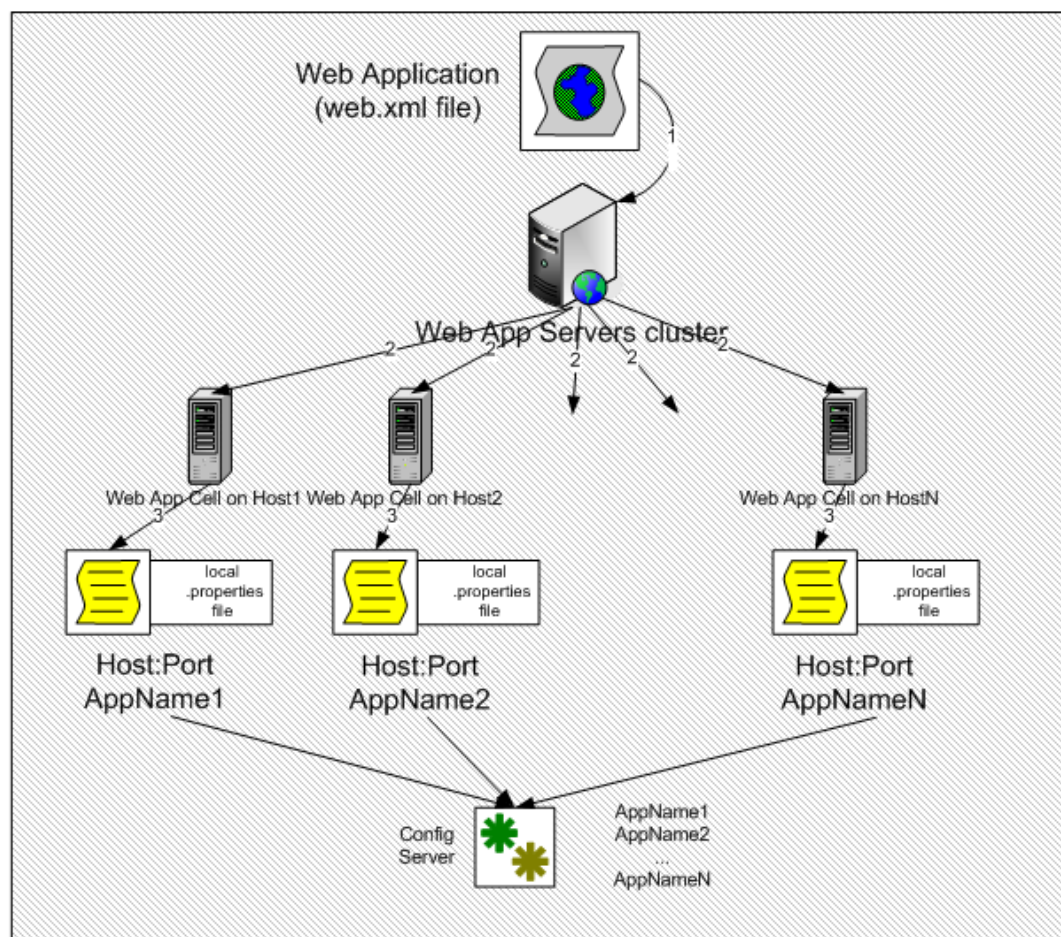 Web Application
(web.xml file)
1
Web App Servers cluster
2
2
2
2
2
Web App Cell on Host1
Web App Cell on Host2
Web App Cell on HostN
3
3
3
local
.properties
file
local
.properties
file
local
.properties
file
Host:Port
AppName1
Host:Port
AppName2
Host:Port
AppNameN
Config
Server
AppName1
AppName2
...
AppNameN